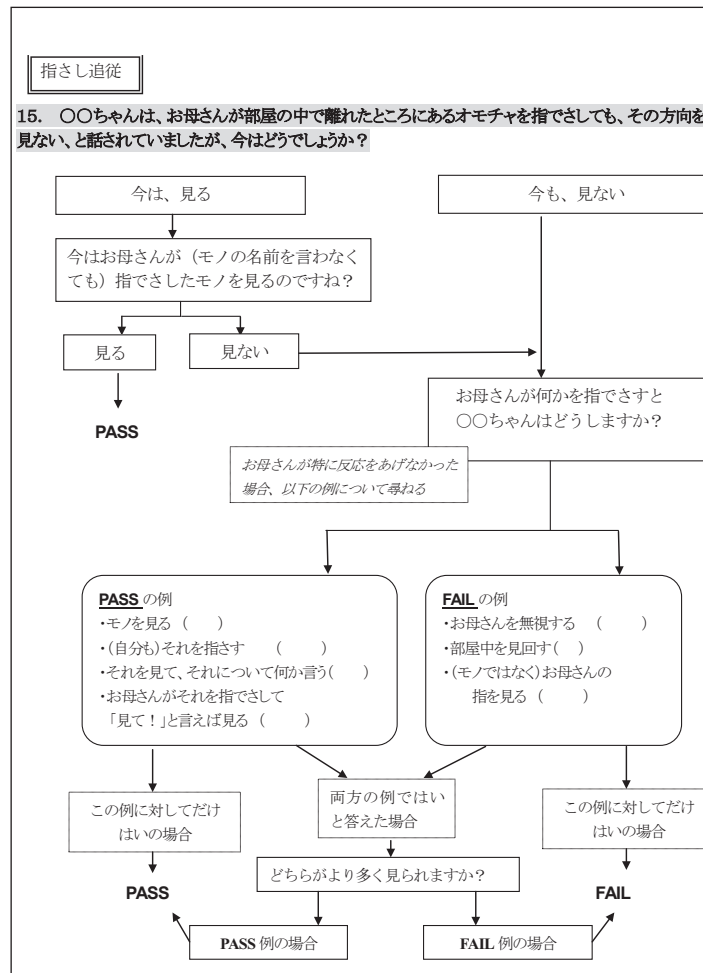 指さし追従
15. 〇〇ちゃんは、お母さんが部屋の中で離れたところにあるオモチャを指でさしても、その方向を
見ない、と話されていましたが、今はどうでしょうか？
今は、見る
今も、見ない
今はお母さんが（モノの名前を言わなく
ても）指でさしたモノを見るのですね？
見る
見ない
PASS
お母さんが何かを指でさすと
〇〇ちゃんはどうしますか？
お母さんが特に反応をあげなかった
場合、以下の例について尋ねる
PASS の例
・モノを見る （　　）
・（自分も）それを指さす　　（　　　）
・それを見て、それについて何か言う（　　）
・お母さんがそれを指でさして
「見て！」と言えば見る （　　　）
FAIL の例
・お母さんを無視する　（　　　）
・部屋中を見回す（　）
・（モノではなく）お母さんの
指を見る （　　　）
この例に対してだけ
はいの場合
両方の例ではい
と答えた場合
この例に対してだけ
はいの場合
PASS
どちらがより多く見られますか？
FAIL
PASS 例の場合
FAIL 例の場合